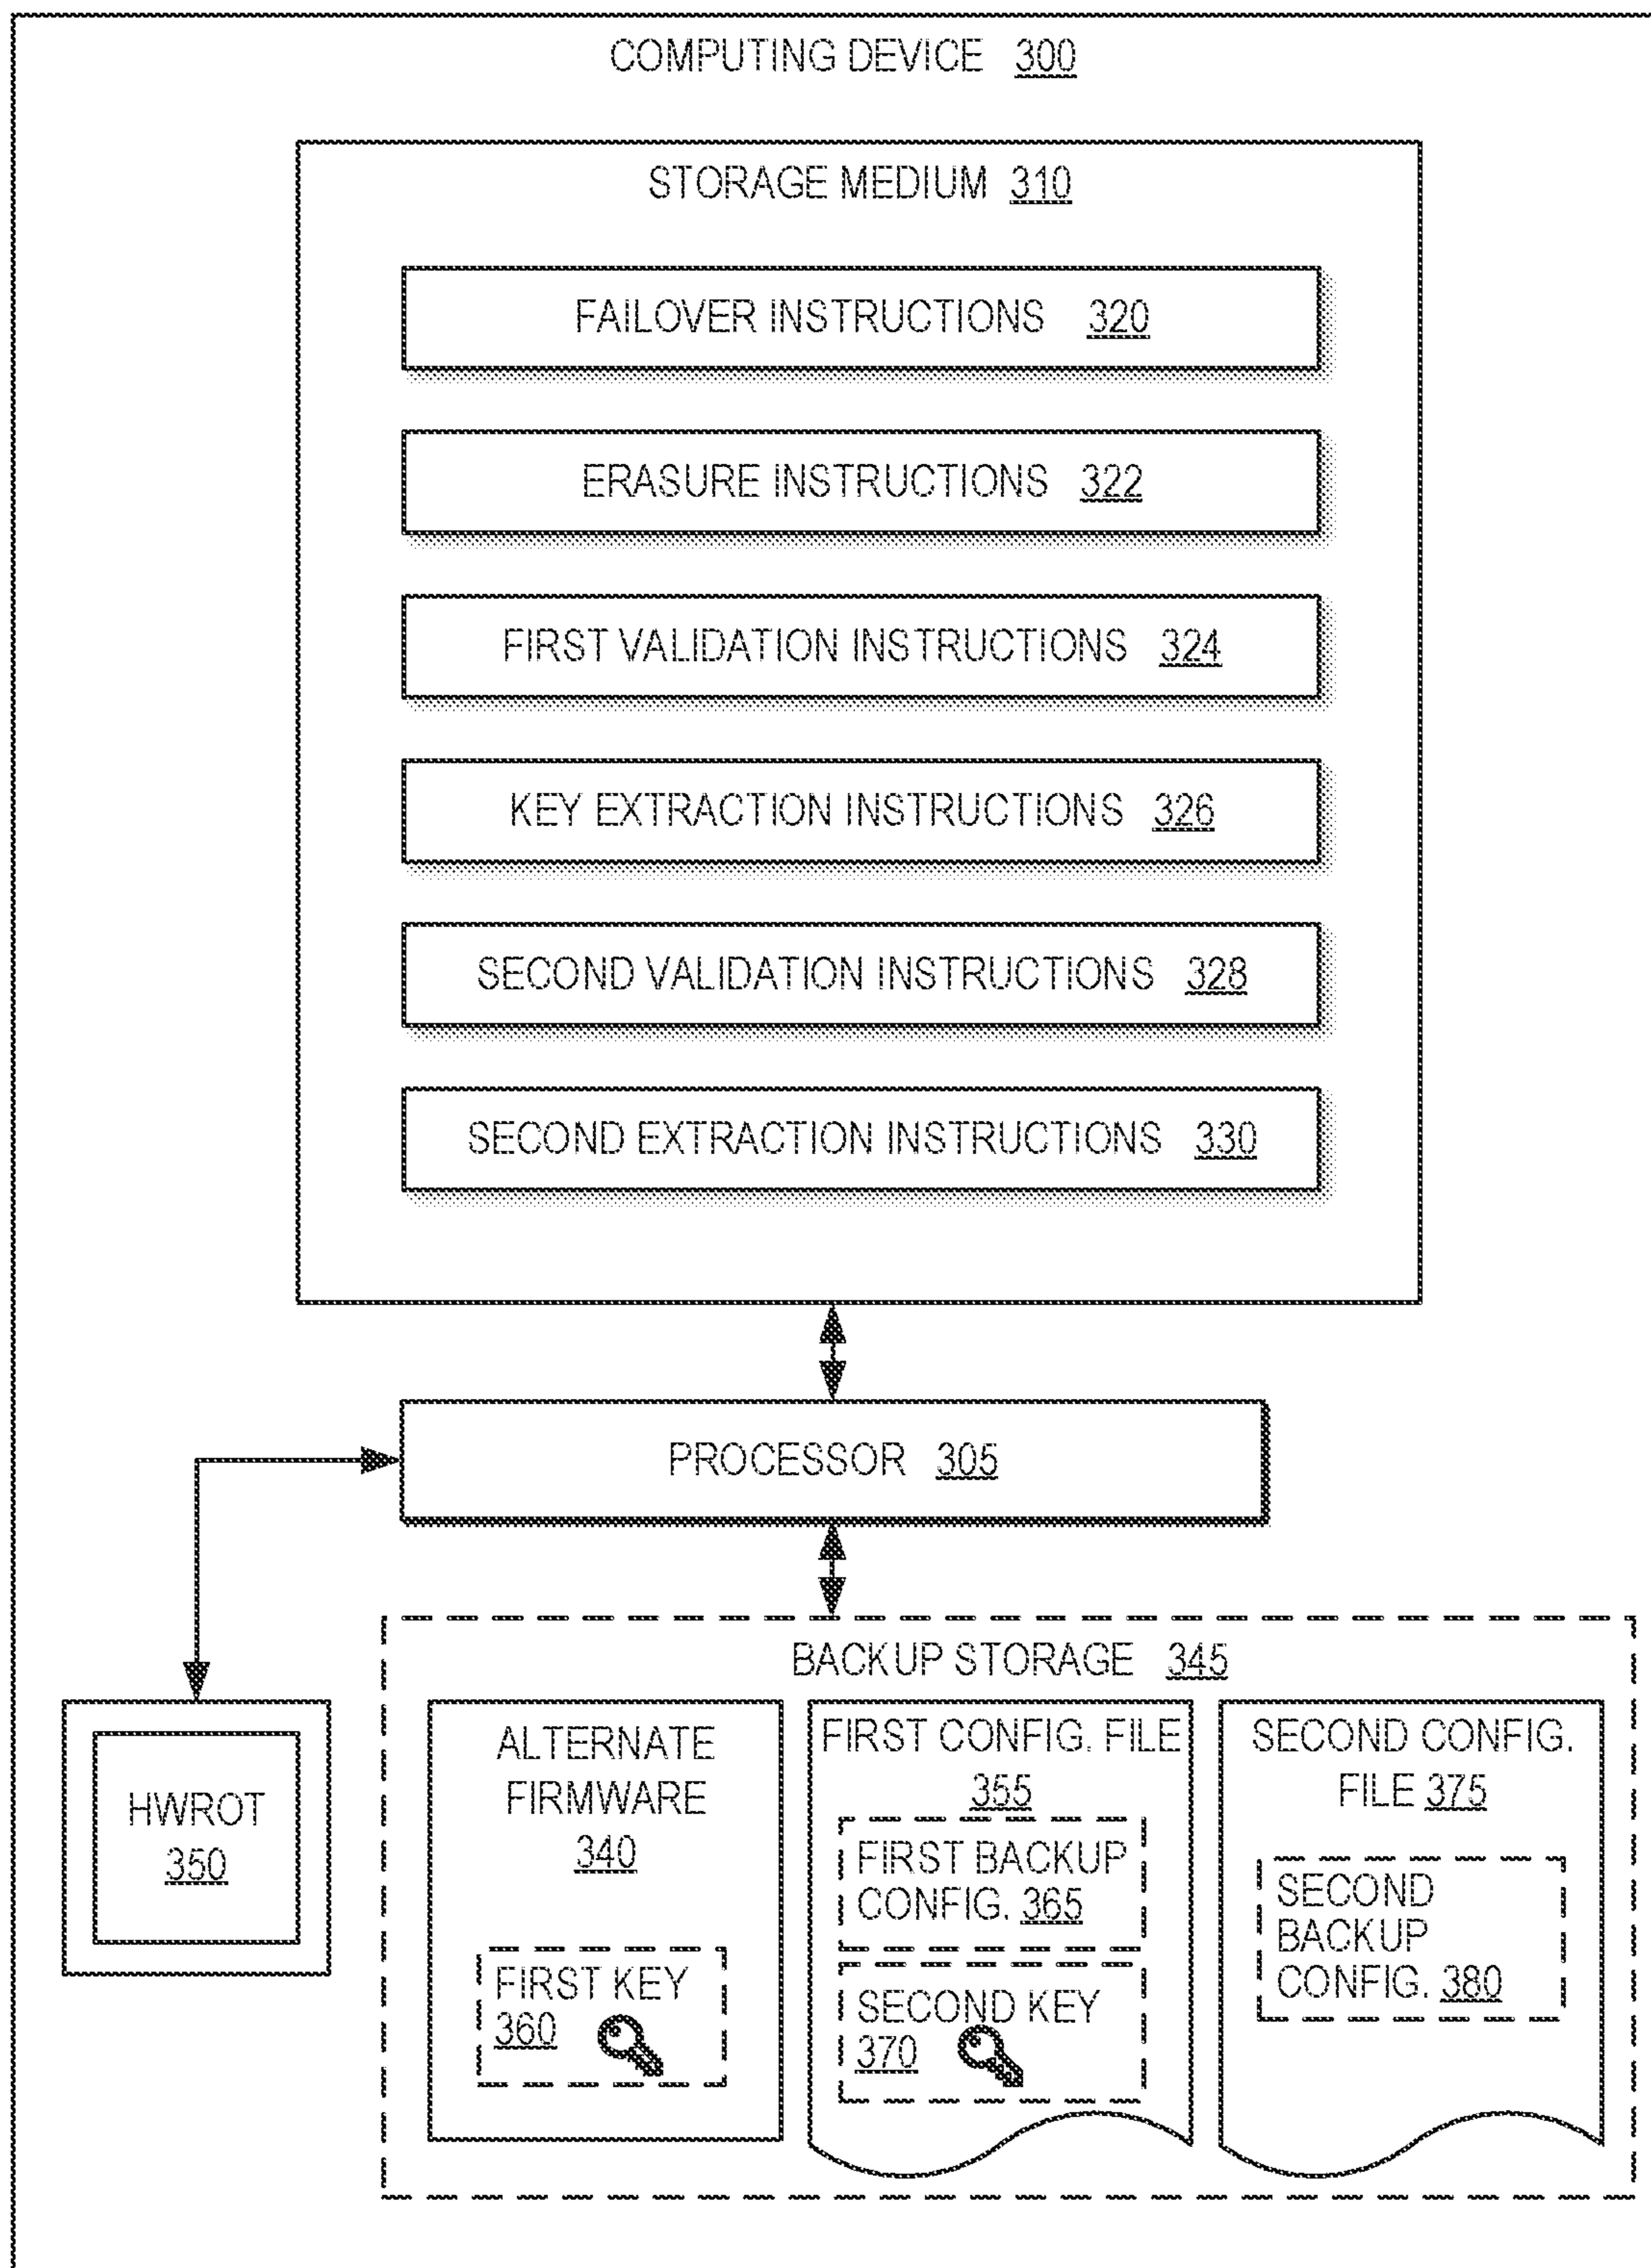 COMPUTING DEVICE 300
STORAGE MEDIUM 310
FAILOVER INSTRUCTIONS 320
ERASURE INSTRUCTIONS 322
FIRST VALIDATION INSTRUCTIONS 324
KEY EXTRACTION INSTRUCTIONS 326
SECOND VALIDATION INSTRUCTIONS 328
SECOND EXTRACTION INSTRUCTIONS 330
PROCESSOR 305
HWROT
350
BACKUP STORAGE 345
ALTERNATE
FIRMWARE
340
FIRST KEY
360
FIRST CONFIG. FILE
355
FIRST BACKUP
CONFIG. 365
SECOND KEY
370
SECOND CONFIG.
FILE 375
SECOND
BACKUP
CONFIG. 380